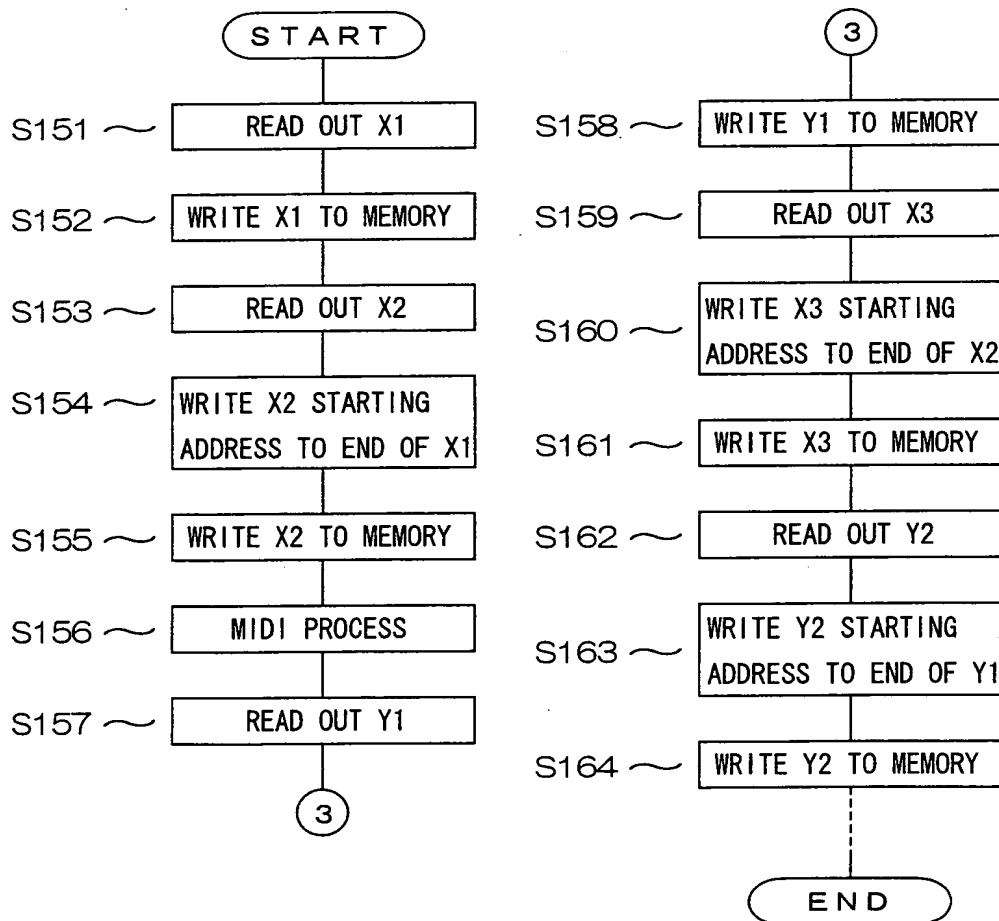 START
S151
READ OUT X1
S152
WRITE X1 TO MEMORY
S153
READ OUT X2
S154
WRITE X2 STARTING
ADDRESS TO END OF X1
S155
WRITE X2 TO MEMORY
S156
MIDI PROCESS
S157
READ OUT Y1
3
3
S158
WRITE Y1 TO MEMORY
S159
READ OUT X3
S160
WRITE X3 STARTING
ADDRESS TO END OF X2
S161
WRITE X3 TO MEMORY
S162
READ OUT Y2
S163
WRITE Y2 STARTING
ADDRESS TO END OF Y1
S164
WRITE Y2 TO MEMORY
END